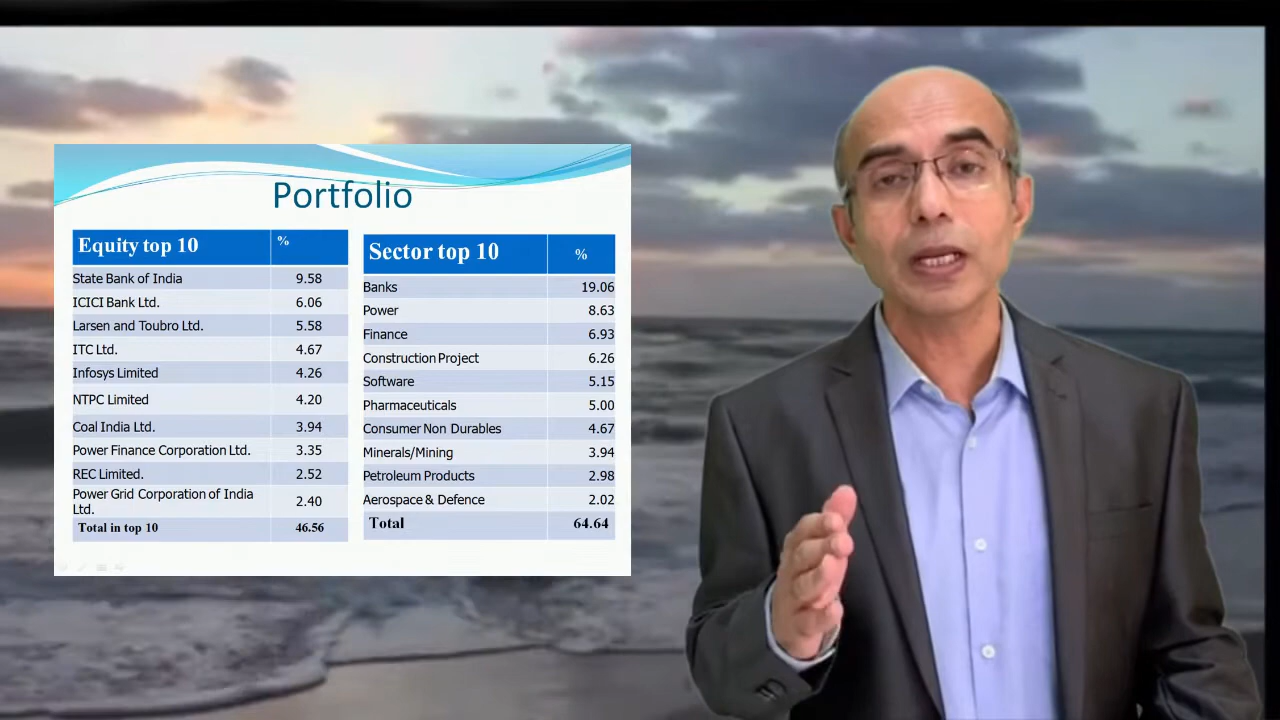 Portfolio
Equity top 10 %
State Bank of India 9.58
ICICI Bank Ltd. 6.06
Larsen and Toubro Ltd. 5.58
ITC Ltd. 4.67
Infosys Limited 4.26
NTPC Limited 4.20
Coal India Ltd. 3.94
Power Finance Corporation Ltd. 3.35
REC Limited. 2.52
Power Grid Corporation of India
Ltd. 2.40
Total in top 10 46.56
Sector top 10 %
Banks 19.06
Power 8.63
Finance 6.93
Construction Project 6.26
Software 5.15
Pharmaceuticals 5.00
Consumer Non Durables 4.67
Minerals/Mining 3.94
Petroleum Products 2.98
Aerospace & Defence 2.02
Total 64.64